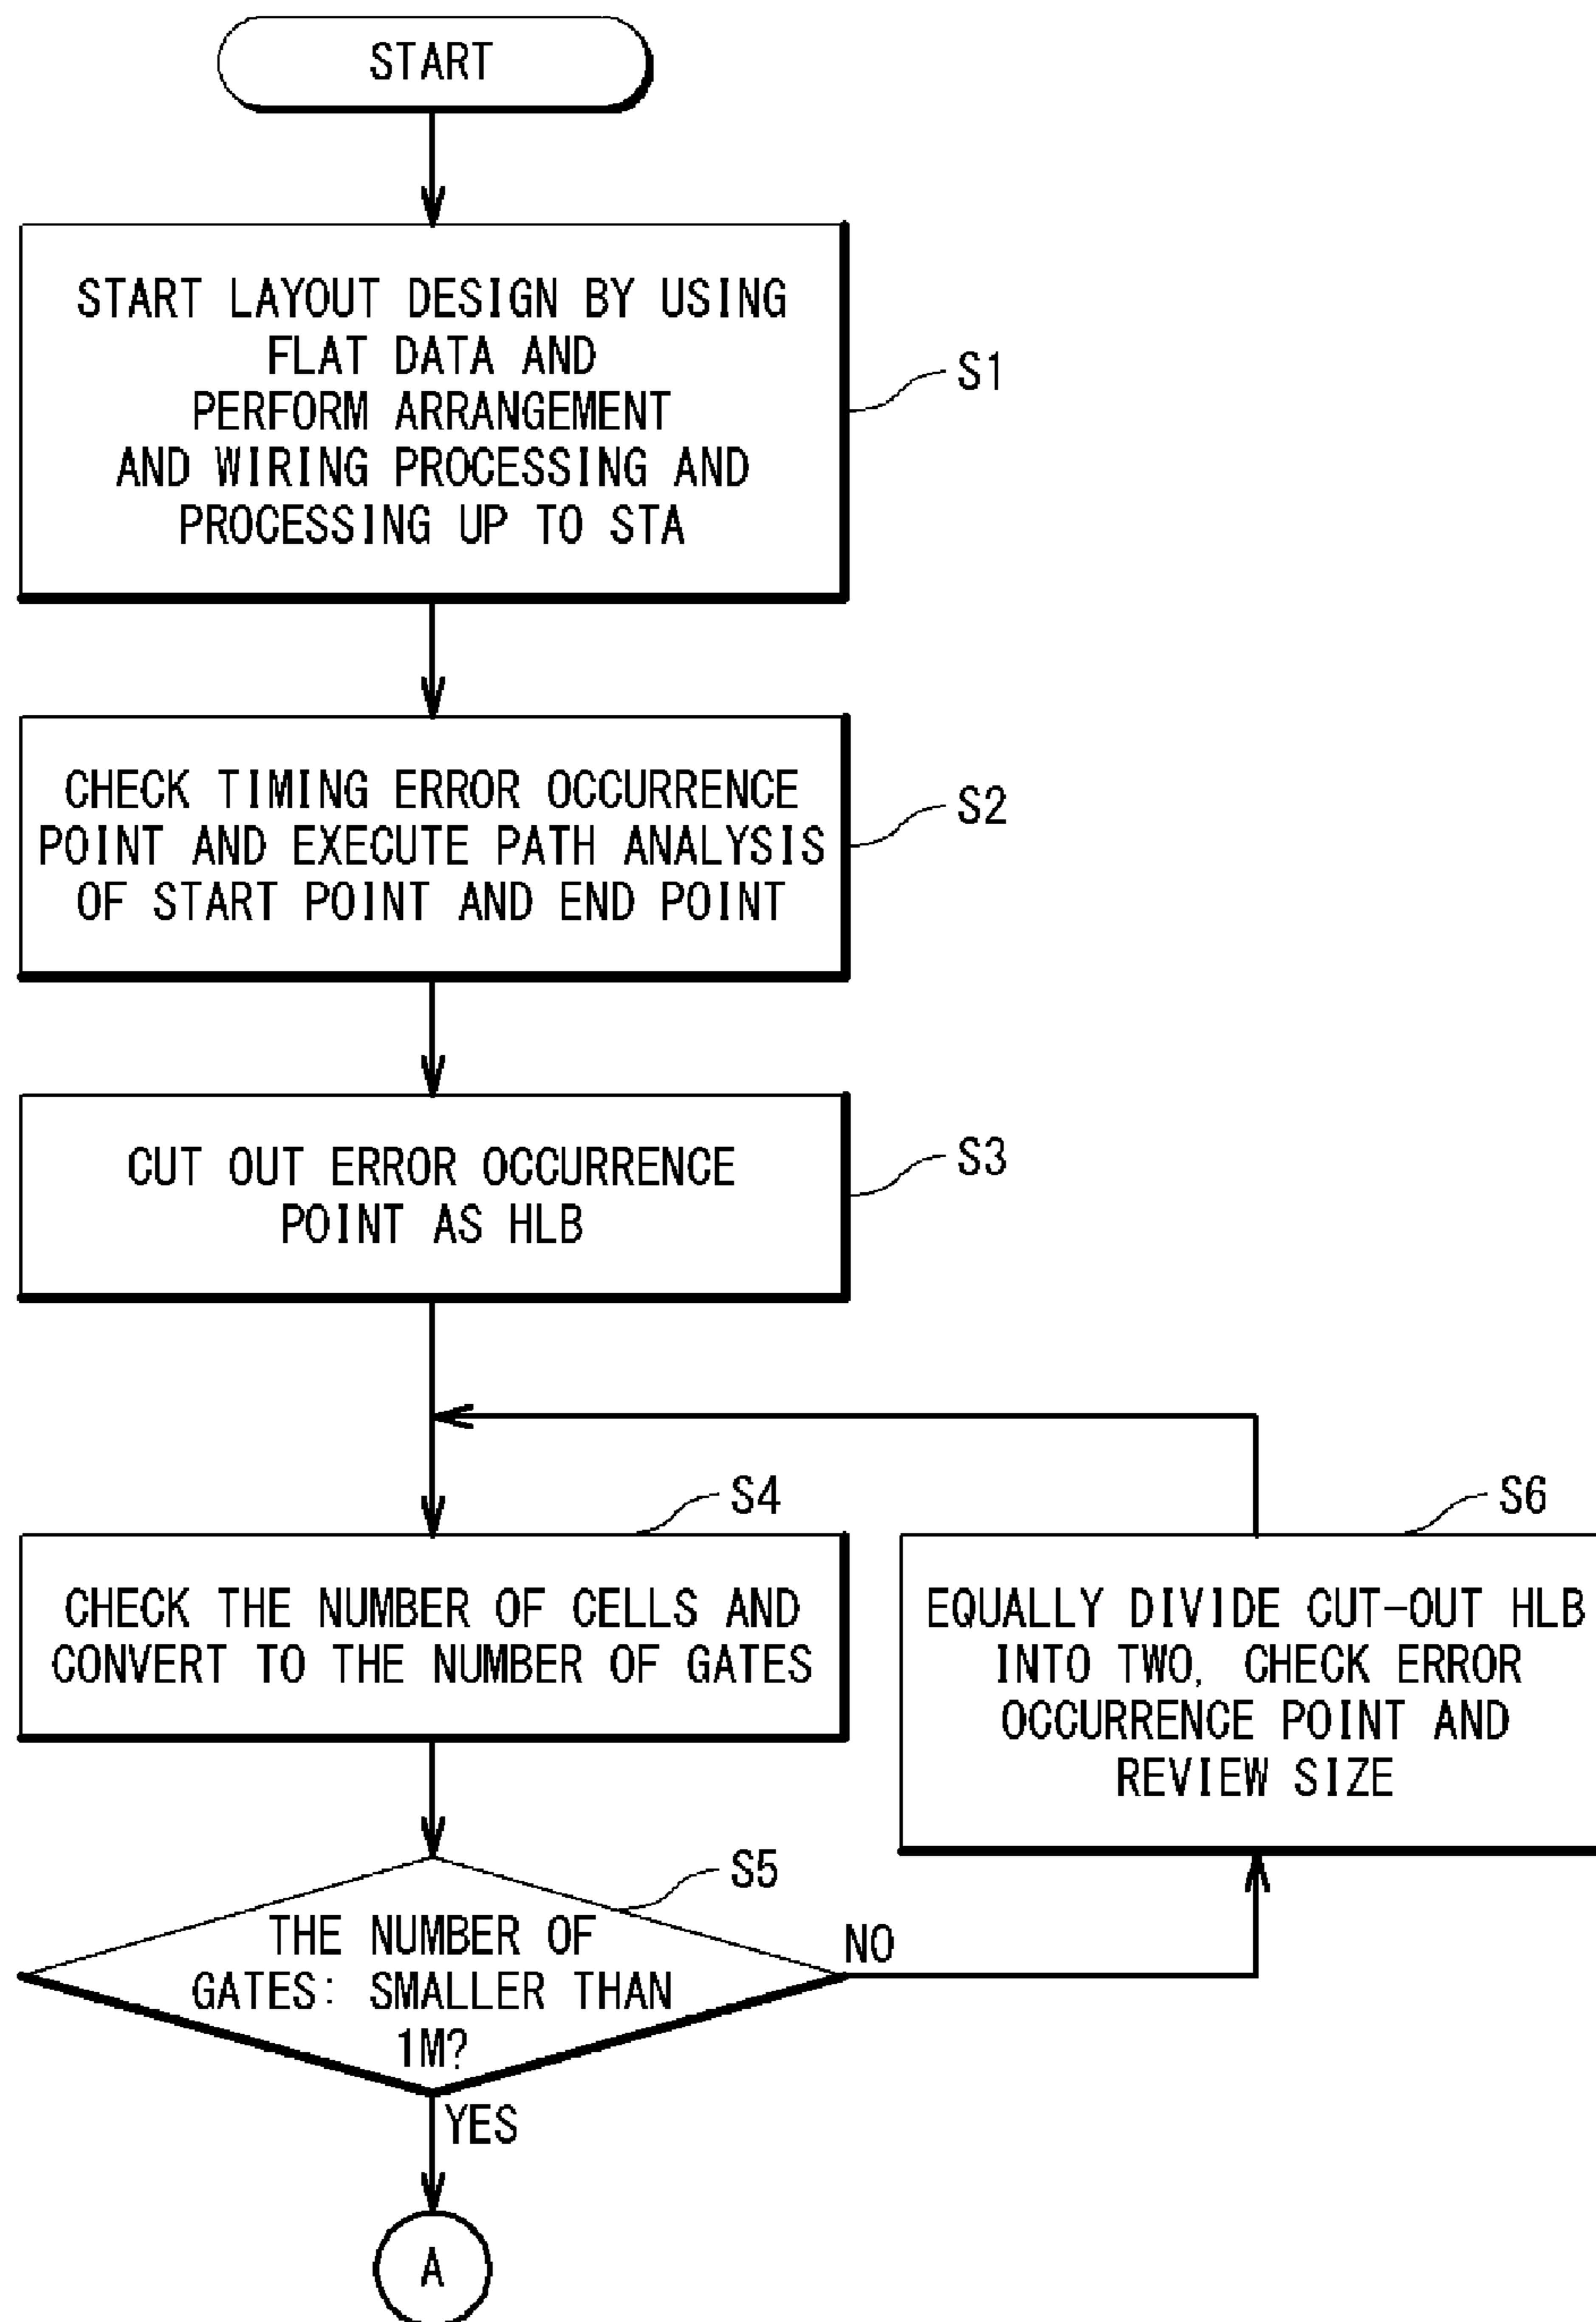 START
START LAYOUT DESIGN BY USING
FLAT DATA AND
PERFORM ARRANGEMENT
AND WIRING PROCESSING AND
PROCESSING UP TO STA
S1
CHECK TIMING ERROR OCCURRENCE
POINT AND EXECUTE PATH ANALYSIS
OF START POINT AND END POINT
S2
CUT OUT ERROR OCCURRENCE
POINT AS HLB
S3
S4
CHECK THE NUMBER OF CELLS AND
CONVERT TO THE NUMBER OF GATES
S6
EQUALLY DIVIDE CUT-OUT HLB
INTO TWO, CHECK ERROR
OCCURRENCE POINT AND
REVIEW SIZE
S5
THE NUMBER OF
GATES: SMALLER THAN
1M?
NO
YES
A